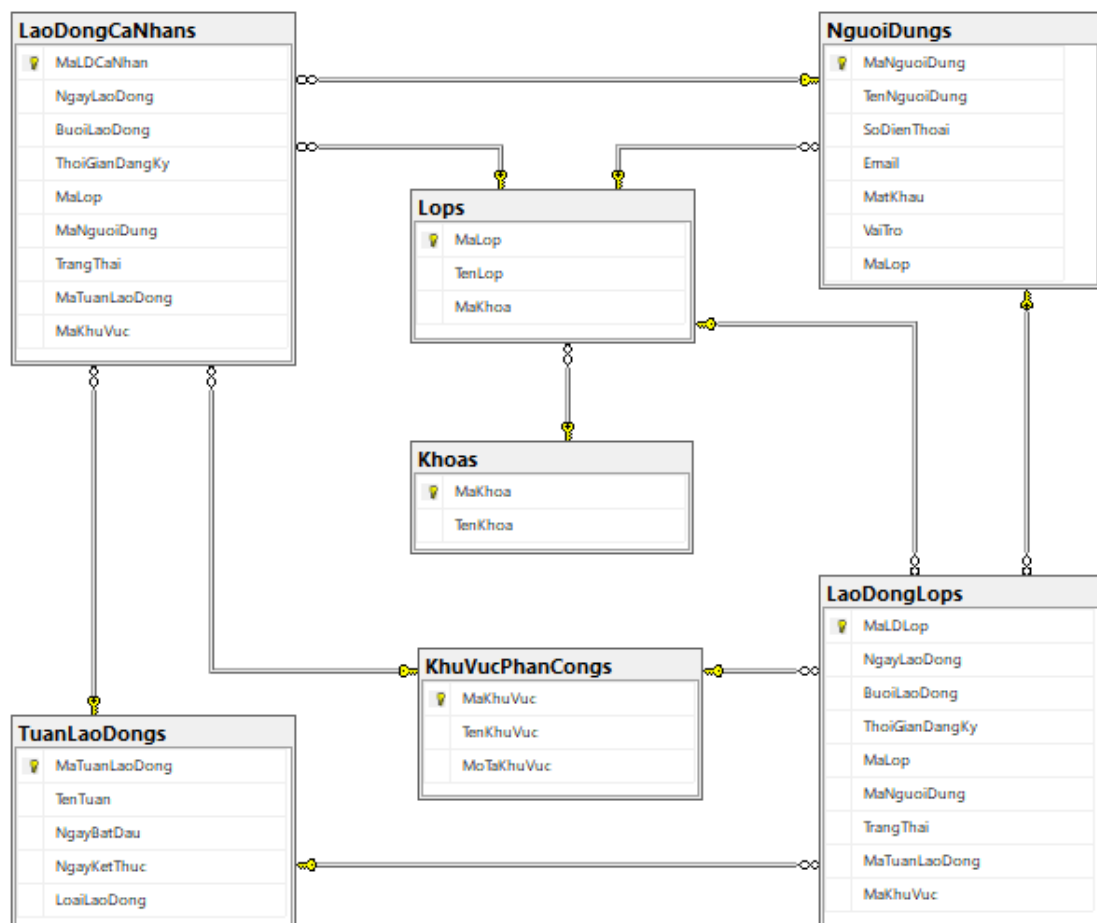 LaoDongCaNhans
MaLDCaNhan
NgayLaoDong
BuoiLaoDong
ThoiGianDangKy
MaLop
MaNguoiDung
TrangThai
MaTuanLaoDong
MaKhuVuc
NguoiDungs
MaNguoiDung
TenNguoiDung
SoDienThoai
Email
MatKhau
VaiTro
MaLop
Lops
MaLop
TenLop
MaKhoa
Khoas
MaKhoa
TenKhoa
KhuVucPhanCongs
MaKhuVuc
TenKhuVuc
MoTaKhuVuc
TuanLaoDongs
MaTuanLaoDong
TenTuan
NgayBatDau
NgayKetThuc
LoaiLaoDong
LaoDongLops
MaLDLop
NgayLaoDong
BuoiLaoDong
ThoiGianDangKy
MaLop
MaNguoiDung
TrangThai
MaTuanLaoDong
MaKhuVuc